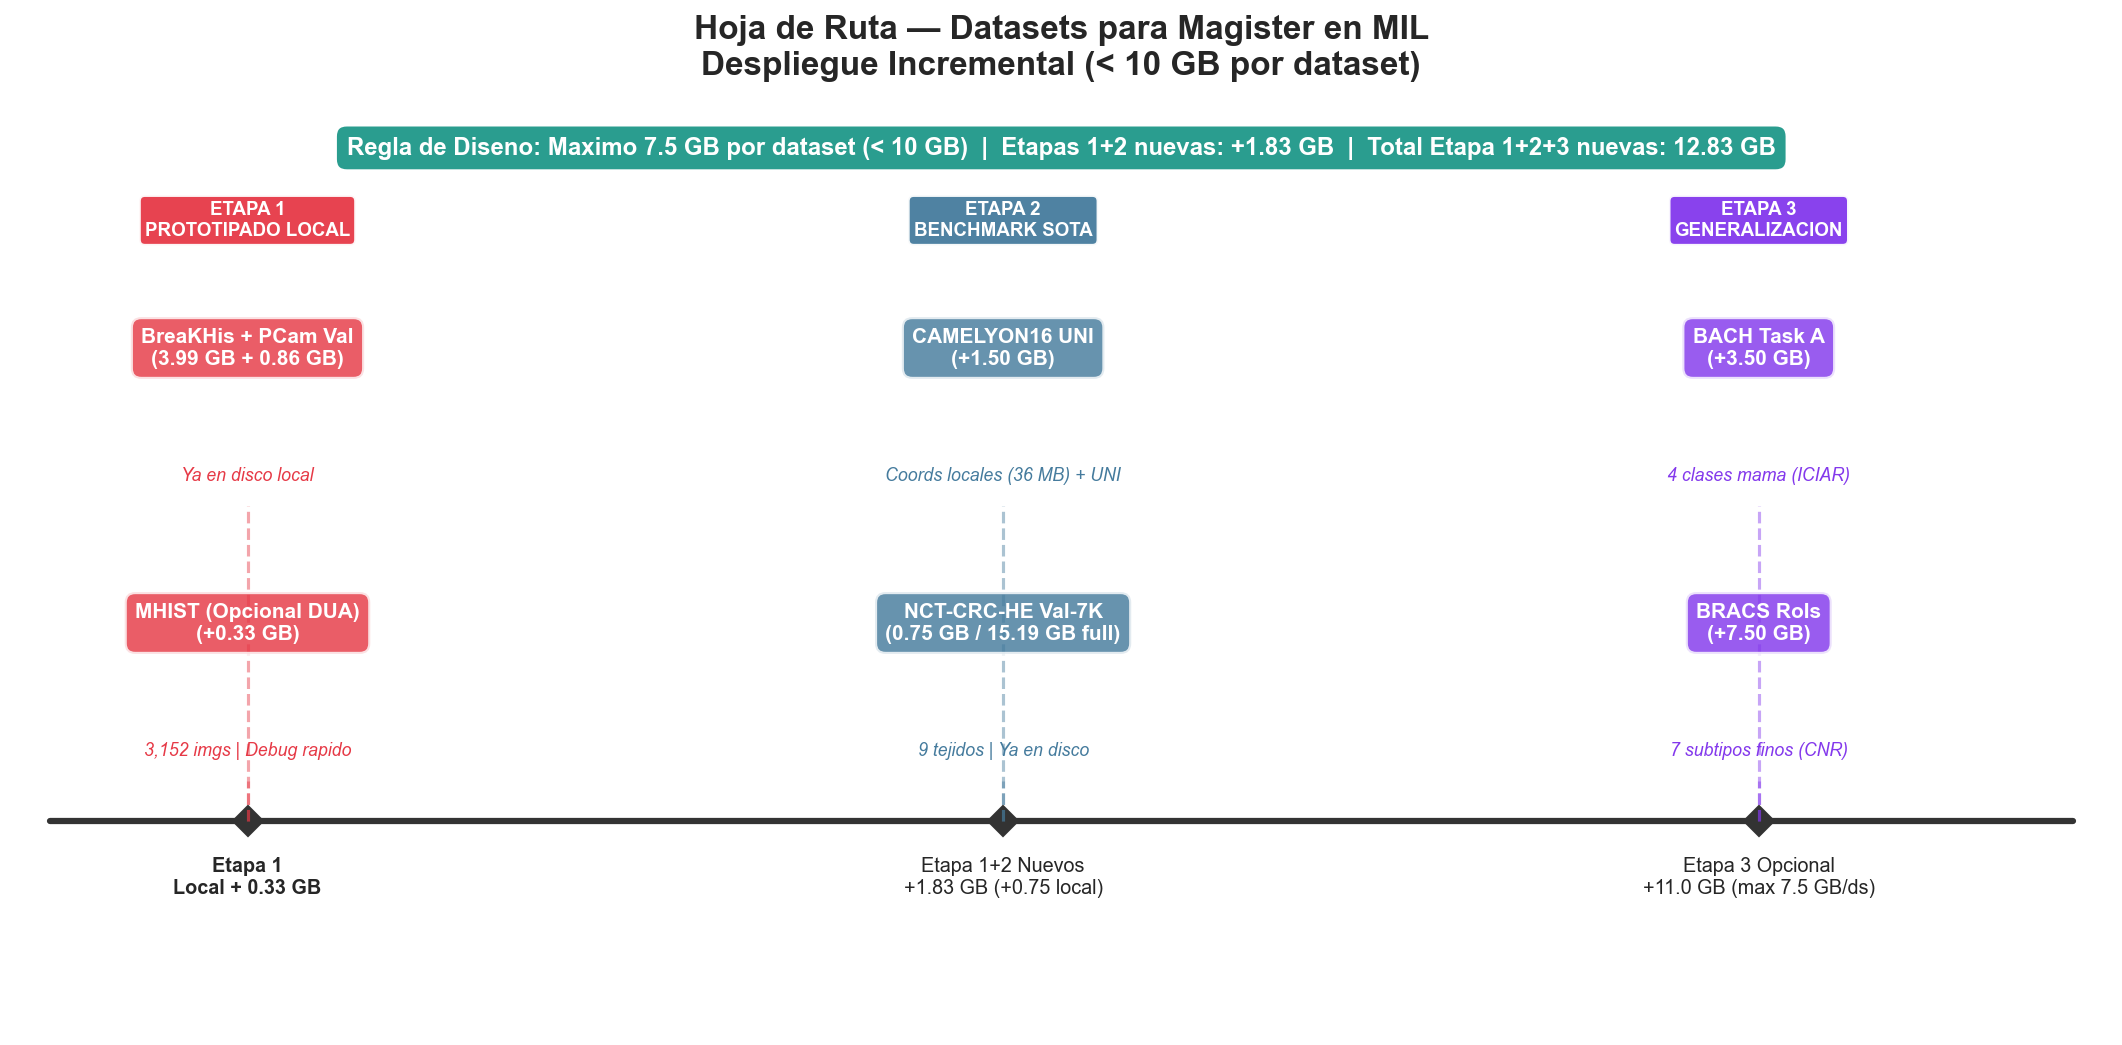 Hoja de Ruta — Datasets para Magister en MIL
Despliegue Incremental (< 10 GB por dataset)
Regla de Diseno: Maximo 7.5 GB por dataset (< 10 GB) | Etapas 1+2 nuevas: +1.83 GB | Total Etapa 1+2+3 nuevas: 12.83 GB
ETAPA 1
PROTOTIPADO LOCAL
ETAPA 2
BENCHMARK SOTA
ETAPA 3
GENERALIZACION
BreaKHis + PCam Val
(3.99 GB + 0.86 GB)
CAMELYON16 UNI
(+1.50 GB)
BACH Task A
(+3.50 GB)
Ya en disco local
Coords locales (36 MB) + UNI
4 clases mama (ICIAR)
MHIST (Opcional DUA)
(+0.33 GB)
NCT-CRC-HE Val-7K
(0.75 GB / 15.19 GB full)
BRACS RoIs
(+7.50 GB)
3,152 imgs | Debug rapido
9 tejidos | Ya en disco
7 subtipos finos (CNR)
Etapa 1
Local + 0.33 GB
Etapa 1+2 Nuevos
+1.83 GB (+0.75 local)
Etapa 3 Opcional
+11.0 GB (max 7.5 GB/ds)